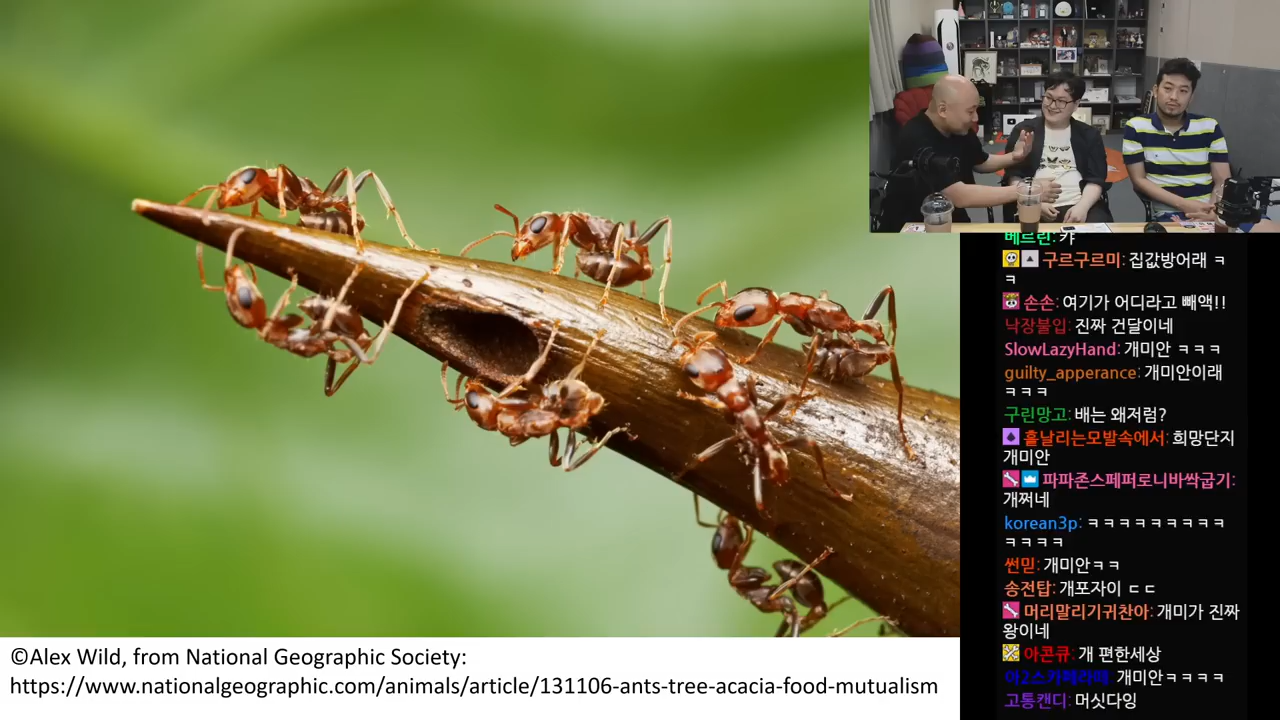 베르린: 캬
구르구르미: 집값방어래 ㅋ
ㅋ
손손: 여기가 어디라고 빼액!!
낙장불입: 진짜 건달이네
SlowLazyHand: 개미안 ㅋㅋㅋ
guilty_apperance: 개미안이래
ㅋㅋㅋ
구린망고: 배는 왜저럼?
흩날리는모발속에서: 희망단지
개미안
파파존스페퍼로니바싹굽기:
개쩌네
korean3p: ㅋㅋㅋㅋㅋㅋㅋㅋㅋ
ㅋㅋㅋㅋ
썬믿: 개미안ㅋㅋ
송전탑: 개포자이 ㄷㄷ
머리말리기귀찬아: 개미가 진짜
왕이네
아콘큐: 개 편한세상
개미안ㅋㅋㅋㅋ
고통캔디: 머싯다잉
©Alex Wild, from National Geographic Society:
https://www.nationalgeographic.com/animals/article/131106-ants-tree-acacia-food-mutualism